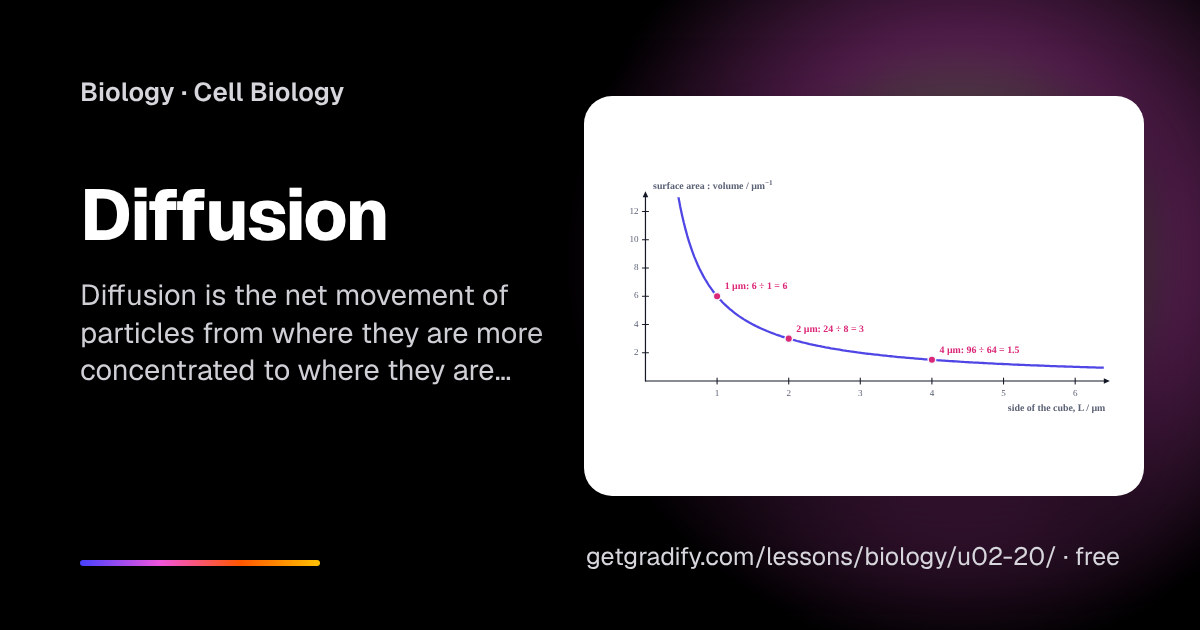 Biology · Cell Biology
Diffusion
Diffusion is the net movement of
particles from where they are more
concentrated to where they are…
surface area : volume / µm⁻¹
12
10
8
6
4
2
1 µm: 6 ÷ 1 = 6
2 µm: 24 ÷ 8 = 3
4 µm: 96 ÷ 64 = 1.5
1 2 3 4 5 6
side of the cube, L / µm
getgradify.com/lessons/biology/u02-20/ · free